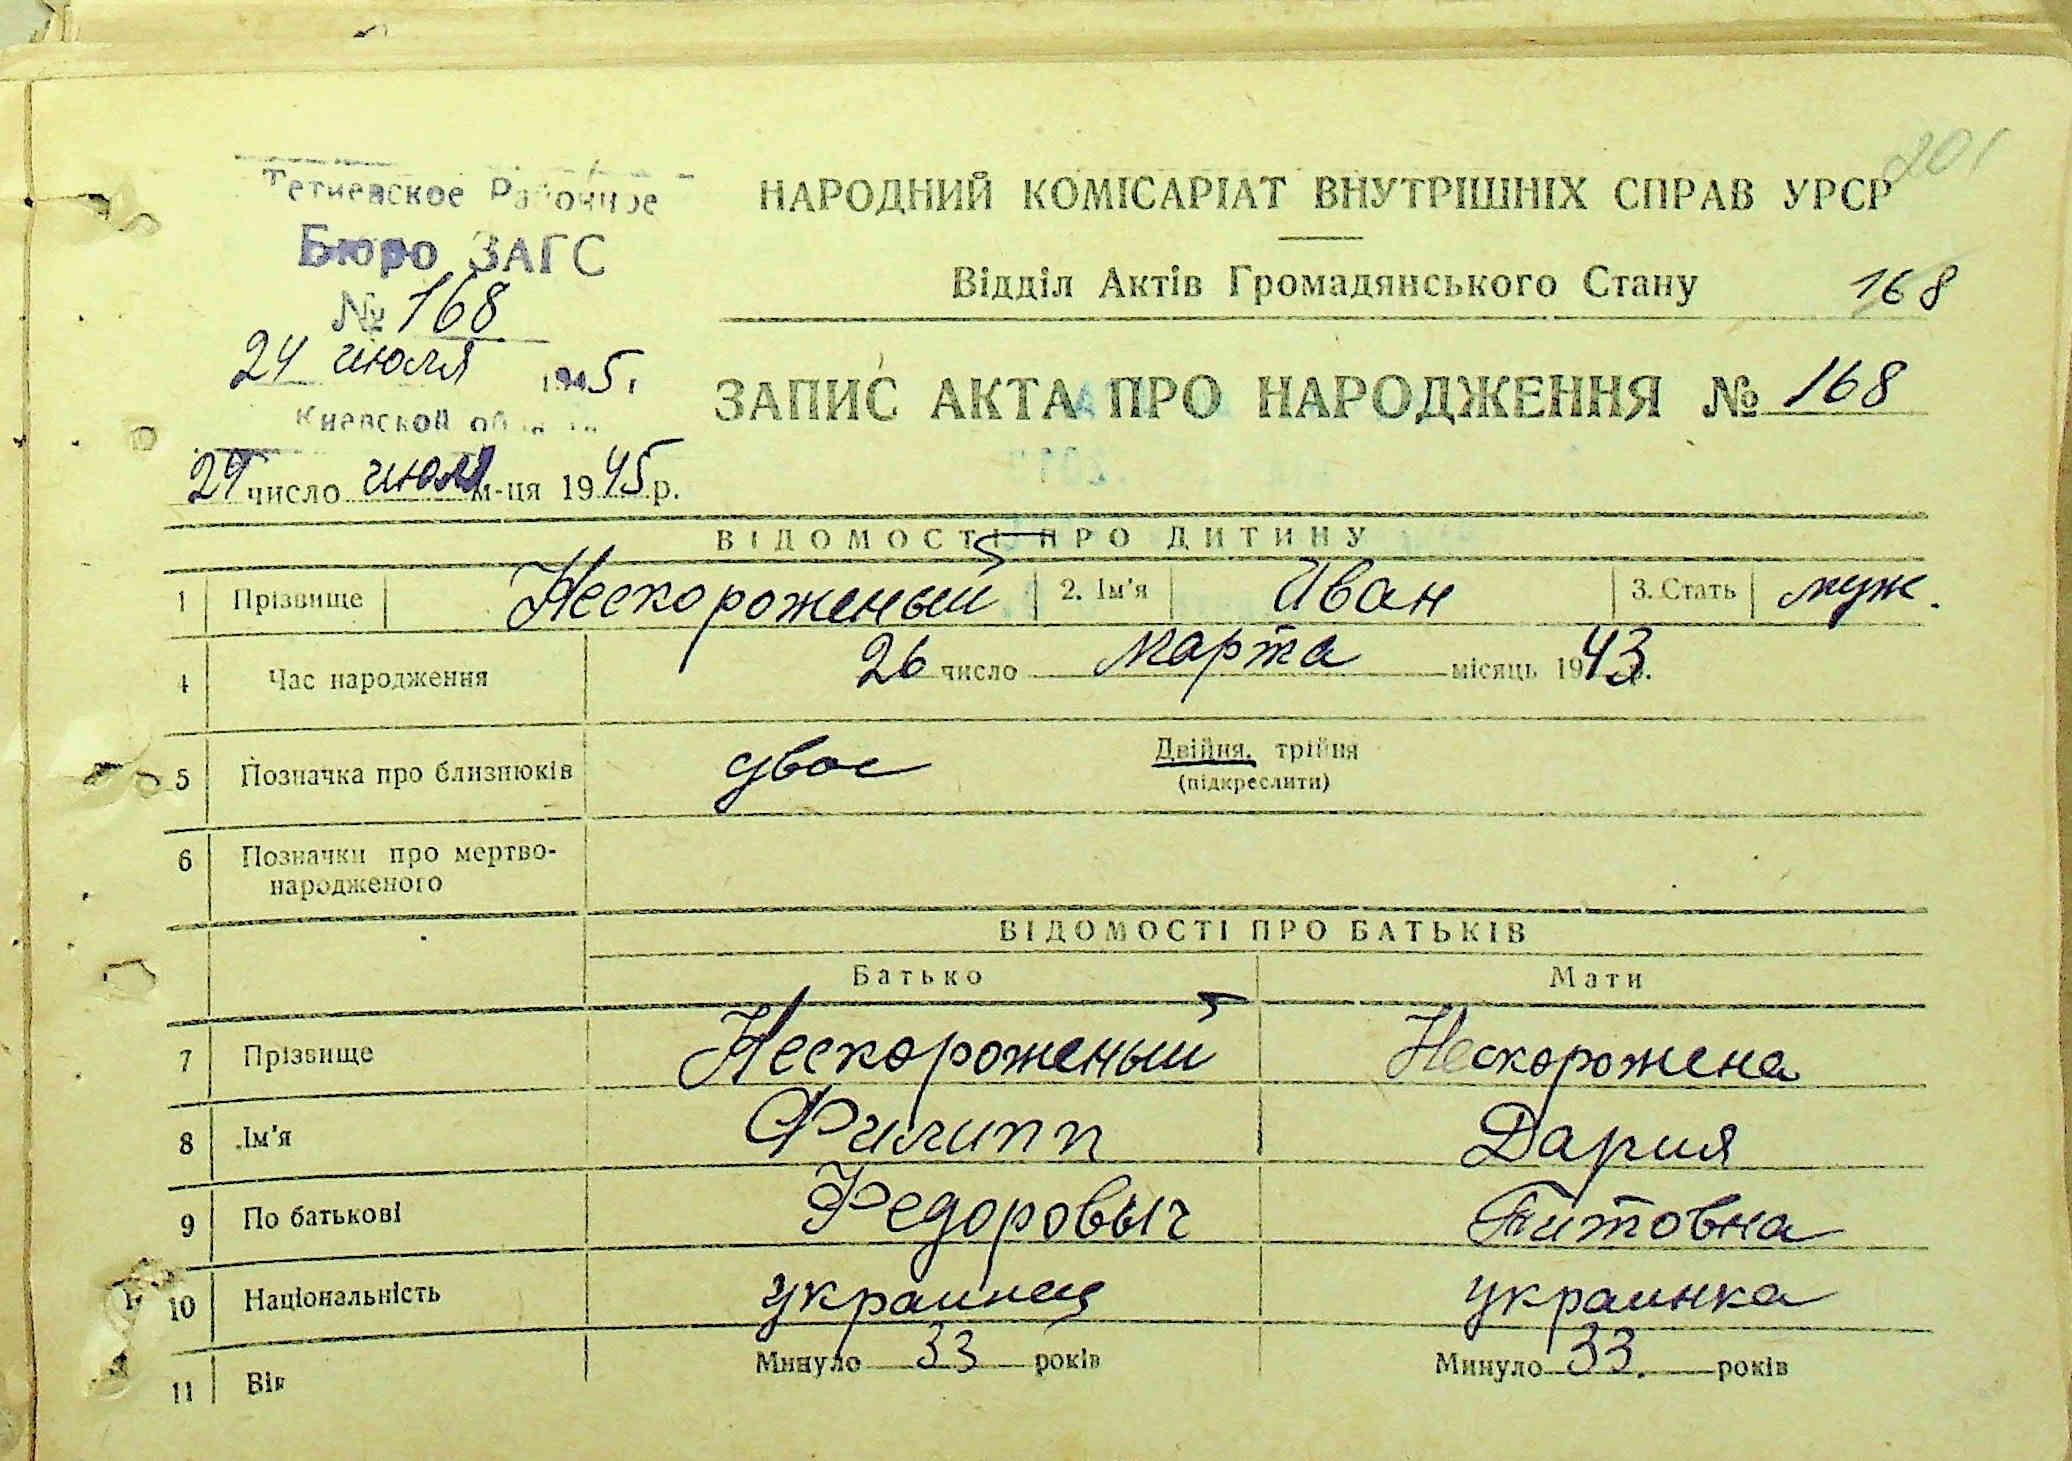 201
Тетиевское Районное
Бюро ЗАГС
№ 168
24 июля 1945 г
Киевской
24 число июля м-ця 1945 р.
НАРОДНИЙ КОМІСАРІАТ ВНУТРІШНІХ СПРАВ УРСР
Відділ Актів Громадянського Стану 168
ЗАПИС АКТА ПРО НАРОДЖЕННЯ № 168
ВІДОМОСТІ ПРО ДИТИНУ
1 Прізвище Нескороженый 2. Ім'я Иван 3. Стать муж.
4 Час народження 26 число марта місяць 1943 р.
5 Позначка про близнюків двое Двійня, трійня
(підкреслити)
6 Позначки про мертво-
народженого
ВІДОМОСТІ ПРО БАТЬКІВ
Батько Мати
7 Прізвище Нескороженый Нескорожена
8 Ім'я Филипп Дария
9 По батькові Федоровыч Титовна
10 Національність украинец украинка
11 Вік Минуло 33 років Минуло 33. років